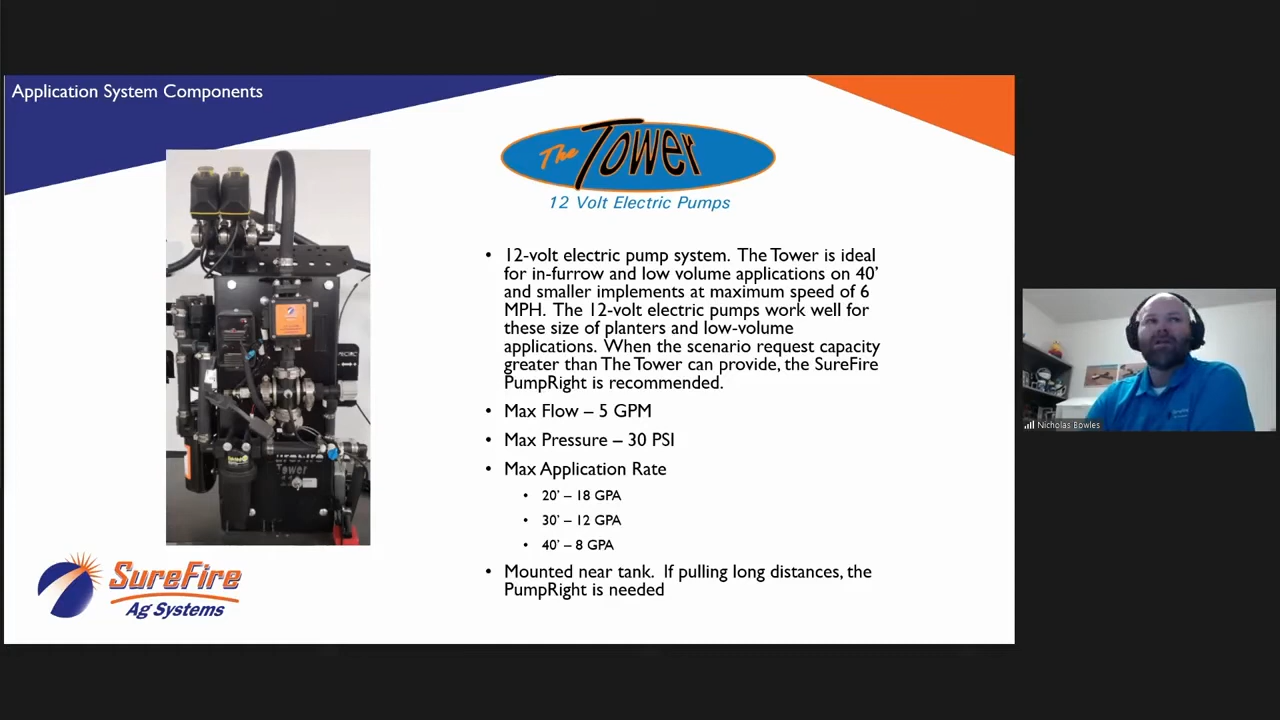 Application System Components
The Tower
12 Volt Electric Pumps
• 12-volt electric pump system. The Tower is ideal
for in-furrow and low volume applications on 40’
and smaller implements at maximum speed of 6
MPH. The 12-volt electric pumps work well for
these size of planters and low-volume
applications. When the scenario request capacity
greater than The Tower can provide, the SureFire
PumpRight is recommended.
• Max Flow – 5 GPM
• Max Pressure – 30 PSI
• Max Application Rate
• 20’ – 18 GPA
• 30’ – 12 GPA
• 40’ – 8 GPA
• Mounted near tank. If pulling long distances, the
PumpRight is needed
Tower
SureFire
Ag Systems
Nicholas Bowles